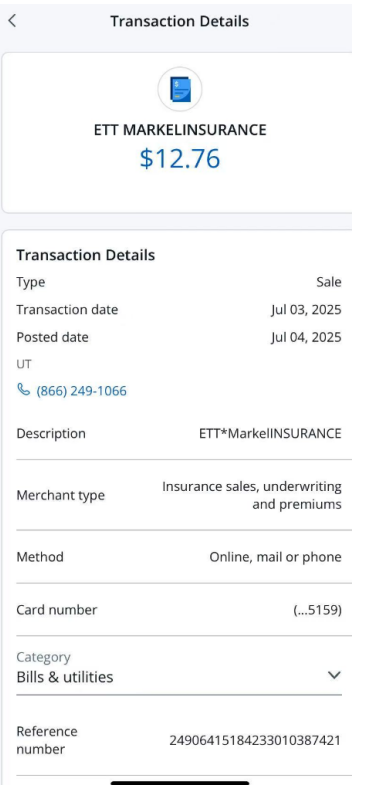 Transaction Details
ETT MARKELINSURANCE
$12.76
Transaction Details
Type Sale
Transaction date Jul 03, 2025
Posted date Jul 04, 2025
UT
(866) 249-1066
Description ETT*MarkelINSURANCE
Merchant type Insurance sales, underwriting
and premiums
Method Online, mail or phone
Card number (...5159)
Category
Bills & utilities
Reference
number 24906415184233010387421